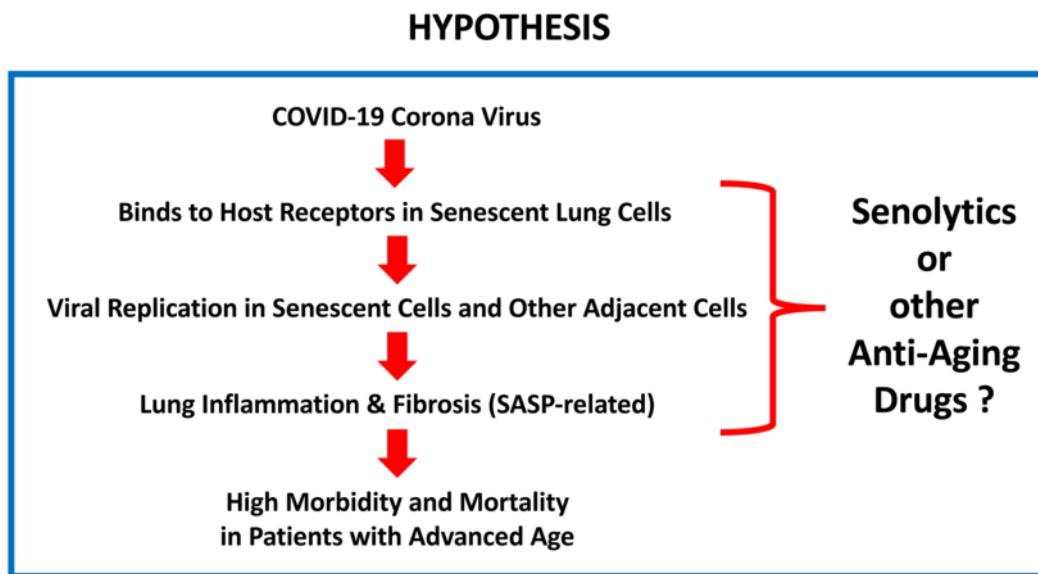 HYPOTHESIS
COVID-19 Corona Virus
Binds to Host Receptors in Senescent Lung Cells
Viral Replication in Senescent Cells and Other Adjacent Cells
Lung Inflammation & Fibrosis (SASP-related)
High Morbidity and Mortality
in Patients with Advanced Age
Senolytics
or
other
Anti-Aging
Drugs ?